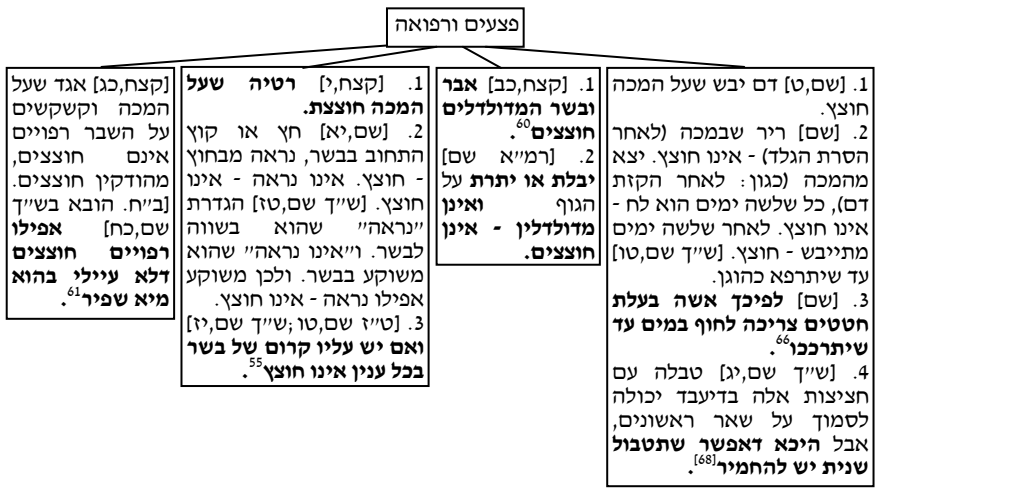 פצעים ורפואה
1. [שם,ט] דם יבש שעל המכה
חוצץ.
2. [שם] ריר שבמכה (לאחר
הסרת הגלד) - אינו חוצץ. יצא
מהמכה (כגון: לאחר הקזת
דם), כל שלשה ימים הוא לח -
אינו חוצץ. לאחר שלשה ימים
מתייבש - חוצץ. [ש״ך שם,טו]
עד שיתרפא כהוגן.
3. [שם] לפיכך אשה בעלת
חטטים צריכה לחוף במים עד
שיתרככו66.
4. [ש״ך שם,יג] טבלה עם
חציצות אלה בדיעבד יכולה
לסמוך על שאר ראשונים,
אבל היכא דאפשר שתטבול
שנית יש להחמיר[68].
1. [קצח,כב] אבר
ובשר המדולדלים
חוצצים60.
2. [רמ״א שם]
יבלת או יתרת על
הגוף ואינן
מדולדלין - אינן
חוצצים.
1. [קצח,י] רטיה שעל
המכה חוצצת.
2. [שם,יא] חץ או קוץ
התחוב בבשר, נראה מבחוץ
- חוצץ. אינו נראה - אינו
חוצץ. [ש״ך שם,טז] הגדרת
״נראה״ שהוא בשווה
לבשר. ו״אינו נראה״ שהוא
משוקע בבשר. ולכן משוקע
אפילו נראה - אינו חוצץ.
3. [ט״ז שם,טו;ש״ך שם,יז]
ואם יש עליו קרום של בשר
בכל ענין אינו חוצץ55.
[קצח,כג] אגד שעל
המכה וקשקשים
על השבר רפויים
אינם חוצצים,
מהודקין חוצצים.
[ב״ח. הובא בש״ך
שם,כח] אפילו
רפויים חוצצים
דלא עיילי בהוא
מיא שפיר61.